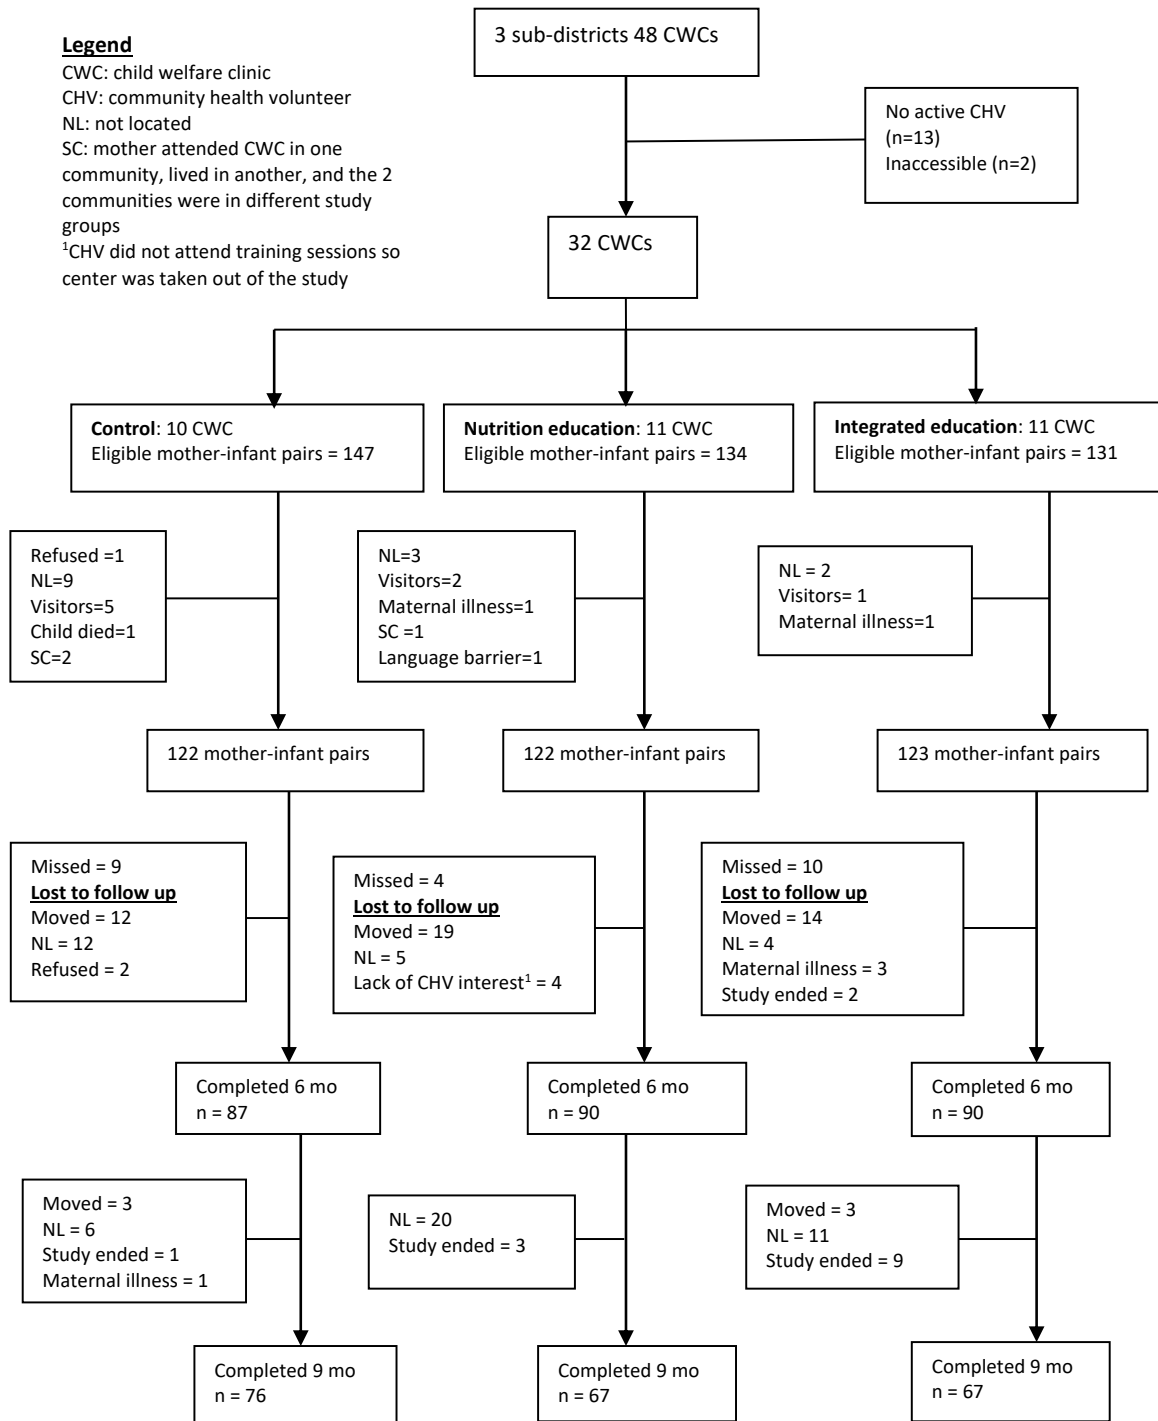 Legend
CWC: child welfare clinic
CHV: community health volunteer
NL: not located
SC: mother attended CWC in one
community, lived in another, and the 2
communities were in different study
groups
¹CHV did not attend training sessions so
center was taken out of the study
3 sub-districts 48 CWCs
No active CHV
(n=13)
Inaccessible (n=2)
32 CWCs
Control: 10 CWC
Eligible mother-infant pairs = 147
Nutrition education: 11 CWC
Eligible mother-infant pairs = 134
Integrated education: 11 CWC
Eligible mother-infant pairs = 131
Refused =1
NL=9
Visitors=5
Child died=1
SC=2
NL=3
Visitors=2
Maternal illness=1
SC =1
Language barrier=1
NL = 2
Visitors= 1
Maternal illness=1
122 mother-infant pairs
122 mother-infant pairs
123 mother-infant pairs
Missed = 9
Lost to follow up
Moved = 12
NL = 12
Refused = 2
Missed = 4
Lost to follow up
Moved = 19
NL = 5
Lack of CHV interest¹ = 4
Missed = 10
Lost to follow up
Moved = 14
NL = 4
Maternal illness = 3
Study ended = 2
Completed 6 mo
n = 87
Completed 6 mo
n = 90
Completed 6 mo
n = 90
Moved = 3
NL = 6
Study ended = 1
Maternal illness = 1
NL = 20
Study ended = 3
Moved = 3
NL = 11
Study ended = 9
Completed 9 mo
n = 76
Completed 9 mo
n = 67
Completed 9 mo
n = 67